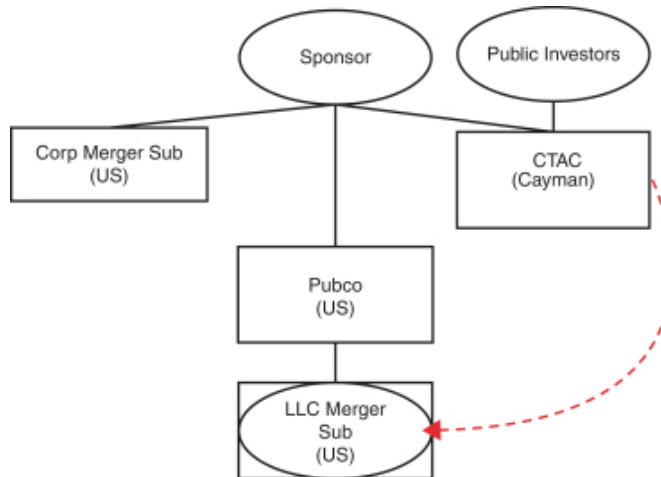 Sponsor
Public Investors
Corp Merger Sub
(US)
CTAC
(Cayman)
Pubco
(US)
LLC Merger
Sub
(US)